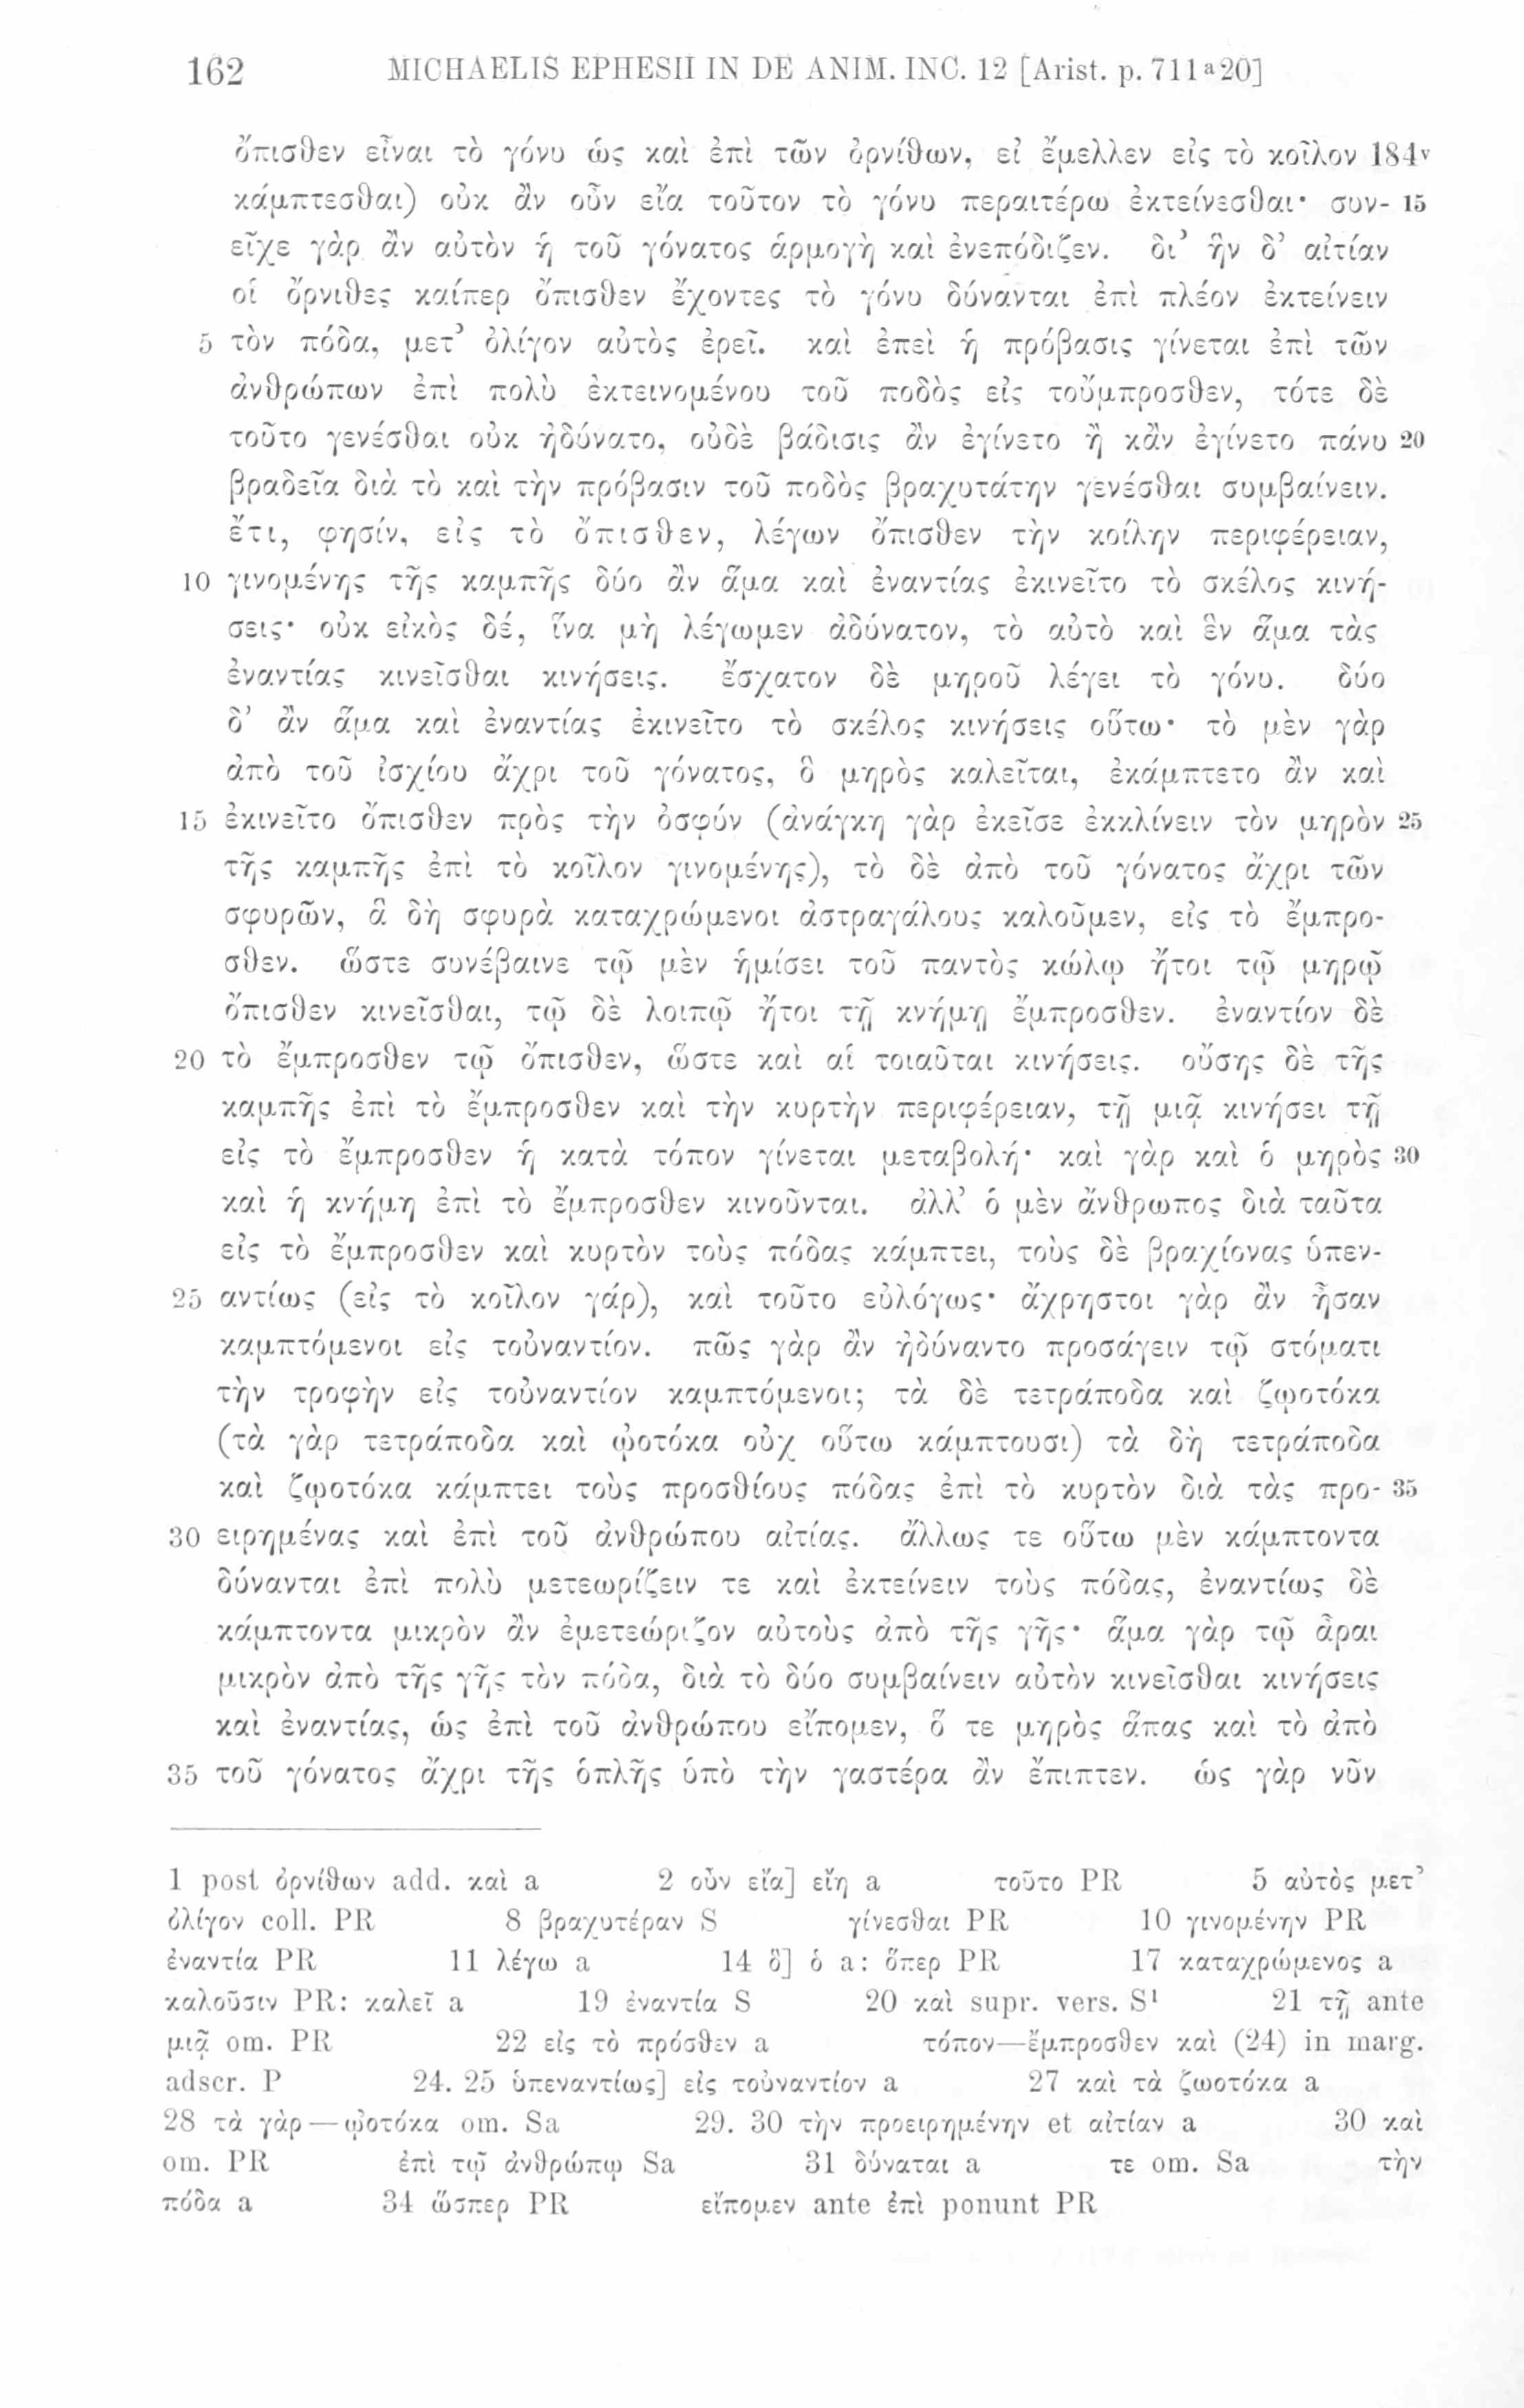 162 MICHAELIS EPHESII IN DE ANIM. INC. 12 [Arist. p. 711ᵃ20]
ὄπισθεν εἶναι τὸ γόνυ ὡς καὶ ἐπὶ τῶν ὀρνίθων, εἰ ἔμελλεν εἰς τὸ κοῖλον 184ᵛ
κάμπτεσθαι) οὐκ ἂν οὖν εἴα τοῦτον τὸ γόνυ περαιτέρω ἐκτείνεσθαι· συν- 15
εῖχε γὰρ ἂν αὐτὸν ἡ τοῦ γόνατος ἁρμογὴ καὶ ἐνεπόδιζεν. δι’ ἣν δ’ αἰτίαν
οἱ ὄρνιθες καίπερ ὄπισθεν ἔχοντες τὸ γόνυ δύνανται ἐπὶ πλέον ἐκτείνειν
5 τὸν πόδα, μετ’ ὀλίγον αὐτὸς ἐρεῖ. καὶ ἐπεὶ ἡ πρόβασις γίνεται ἐπὶ τῶν
ἀνθρώπων ἐπὶ πολὺ ἐκτεινομένου τοῦ ποδὸς εἰς τοὔμπροσθεν, τότε δὲ
τοῦτο γενέσθαι οὐκ ἠδύνατο, οὐδὲ βάδισις ἂν ἐγίνετο ἢ κἂν ἐγίνετο πάνυ 20
βραδεῖα διὰ τὸ καὶ τὴν πρόβασιν τοῦ ποδὸς βραχυτάτην γενέσθαι συμβαίνειν.
ἔτι, φησίν, εἰς τὸ ὄπισθεν, λέγων ὄπισθεν τὴν κοίλην περιφέρειαν,
10 γινομένης τῆς καμπῆς δύο ἂν ἅμα καὶ ἐναντίας ἐκινεῖτο τὸ σκέλος κινή-
σεις· οὐκ εἰκὸς δέ, ἵνα μὴ λέγωμεν ἀδύνατον, τὸ αὐτὸ καὶ ἓν ἅμα τὰς
ἐναντίας κινεῖσθαι κινήσεις. ἔσχατον δὲ μηροῦ λέγει τὸ γόνυ. δύο
δ’ ἂν ἅμα καὶ ἐναντίας ἐκινεῖτο τὸ σκέλος κινήσεις οὕτω· τὸ μὲν γὰρ
ἀπὸ τοῦ ἰσχίου ἄχρι τοῦ γόνατος, ὃ μηρὸς καλεῖται, ἐκάμπτετο ἂν καὶ
15 ἐκινεῖτο ὄπισθεν πρὸς τὴν ὀσφύν (ἀνάγκη γὰρ ἐκεῖσε ἐκκλίνειν τὸν μηρὸν 25
τῆς καμπῆς ἐπὶ τὸ κοῖλον γινομένης), τὸ δὲ ἀπὸ τοῦ γόνατος ἄχρι τῶν
σφυρῶν, ἃ δὴ σφυρὰ καταχρώμενοι ἀστραγάλους καλοῦμεν, εἰς τὸ ἔμπρο-
σθεν. ὥστε συνέβαινε τῷ μὲν ἡμίσει τοῦ παντὸς κώλῳ ἤτοι τῷ μηρῷ
ὄπισθεν κινεῖσθαι, τῷ δὲ λοιπῷ ἤτοι τῇ κνήμῃ ἔμπροσθεν. ἐναντίον δὲ
20 τὸ ἔμπροσθεν τῷ ὄπισθεν, ὥστε καὶ αἱ τοιαῦται κινήσεις. οὔσης δὲ τῆς
καμπῆς ἐπὶ τὸ ἔμπροσθεν καὶ τὴν κυρτὴν περιφέρειαν, τῇ μιᾷ κινήσει τῇ
εἰς τὸ ἔμπροσθεν ἡ κατὰ τόπον γίνεται μεταβολή· καὶ γὰρ καὶ ὁ μηρὸς 30
καὶ ἡ κνήμη ἐπὶ τὸ ἔμπροσθεν κινοῦνται. ἀλλ’ ὁ μὲν ἄνθρωπος διὰ ταῦτα
εἰς τὸ ἔμπροσθεν καὶ κυρτὸν τοὺς πόδας κάμπτει, τοὺς δὲ βραχίονας ὑπεν-
25 αντίως (εἰς τὸ κοῖλον γάρ), καὶ τοῦτο εὐλόγως· ἄχρηστοι γὰρ ἂν ἦσαν
καμπτόμενοι εἰς τοὐναντίον. πῶς γὰρ ἂν ἠδύναντο προσάγειν τῷ στόματι
τὴν τροφὴν εἰς τοὐναντίον καμπτόμενοι; τὰ δὲ τετράποδα καὶ ζῳοτόκα
(τὰ γὰρ τετράποδα καὶ ᾠοτόκα οὐχ οὕτω κάμπτουσι) τὰ δὴ τετράποδα
καὶ ζῳοτόκα κάμπτει τοὺς προσθίους πόδας ἐπὶ τὸ κυρτὸν διὰ τὰς προ- 35
30 ειρημένας καὶ ἐπὶ τοῦ ἀνθρώπου αἰτίας. ἄλλως τε οὕτω μὲν κάμπτοντα
δύνανται ἐπὶ πολὺ μετεωρίζειν τε καὶ ἐκτείνειν τοὺς πόδας, ἐναντίως δὲ
κάμπτοντα μικρὸν ἂν ἐμετεώριζον αὐτοὺς ἀπὸ τῆς γῆς· ἅμα γὰρ τῷ ἆραι
μικρὸν ἀπὸ τῆς γῆς τὸν πόδα, διὰ τὸ δύο συμβαίνειν αὐτὸν κινεῖσθαι κινήσεις
καὶ ἐναντίας, ὡς ἐπὶ τοῦ ἀνθρώπου εἴπομεν, ὅ τε μηρὸς ἅπας καὶ τὸ ἀπὸ
35 τοῦ γόνατος ἄχρι τῆς ὁπλῆς ὑπὸ τὴν γαστέρα ἂν ἔπιπτεν. ὡς γὰρ νῦν
1 post ὀρνίθων add. καὶ a 2 οὖν εἴα] εἴη a τοῦτο PR 5 αὐτὸς μετ’
ὀλίγον coll. PR 8 βραχυτέραν S γίνεσθαι PR 10 γινομένην PR
ἐναντία PR 11 λέγω a 14 ὃ] ὁ a: ὅπερ PR 17 καταχρώμενος a
καλοῦσιν PR: καλεῖ a 19 ἐναντία S 20 καὶ supr. vers. S¹ 21 τῇ ante
μιᾷ om. PR 22 εἰς τὸ πρόσθεν a τόπον—ἔμπροσθεν καὶ (24) in marg.
adscr. P 24. 25 ὑπεναντίως] εἰς τοὐναντίον a 27 καὶ τὰ ζωοτόκα a
28 τὰ γὰρ — ᾠοτόκα om. Sa 29. 30 τὴν προειρημένην et αἰτίαν a 30 καὶ
om. PR ἐπὶ τῷ ἀνθρώπῳ Sa 31 δύναται a τε om. Sa τὴν
πόδα a 34 ὥσπερ PR εἴπομεν ante ἐπὶ ponunt PR